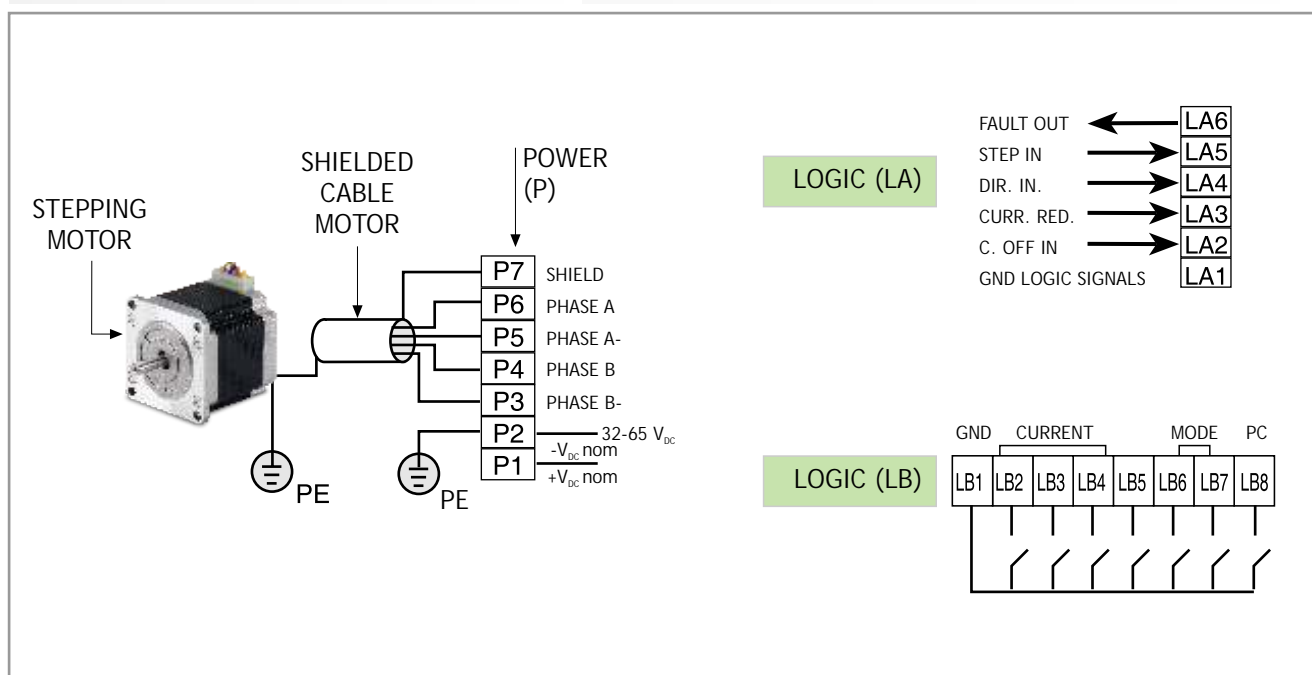 STEPPING
MOTOR
SHIELDED
CABLE
MOTOR
POWER
(P)
P7 SHIELD
P6 PHASE A
P5 PHASE A-
P4 PHASE B
P3 PHASE B-
P2 32-65 VDC
-VDC nom
P1
+VDC nom
PE
PE
LOGIC (LA)
FAULT OUT LA6
STEP IN LA5
DIR. IN. LA4
CURR. RED. LA3
C. OFF IN LA2
GND LOGIC SIGNALS LA1
LOGIC (LB)
GND CURRENT MODE PC
LB1 LB2 LB3 LB4 LB5 LB6 LB7 LB8